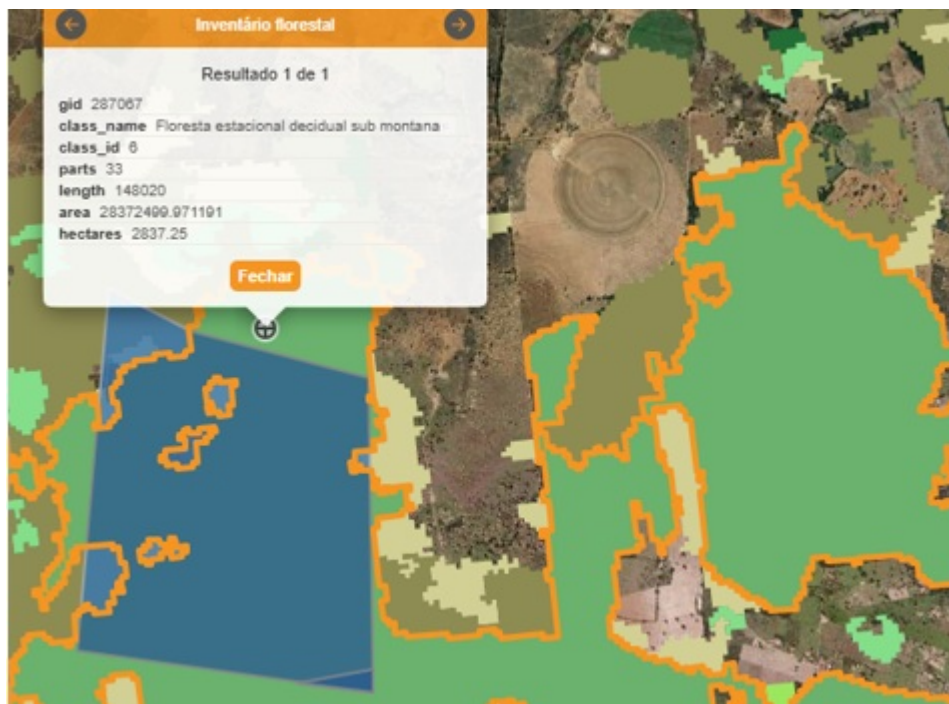 Inventário florestal
Resultado 1 de 1
gid 287067
class_name Floresta estacional decidual sub montana
class_id 6
parts 33
length 148020
area 28372499.971191
hectares 2837.25
Fechar